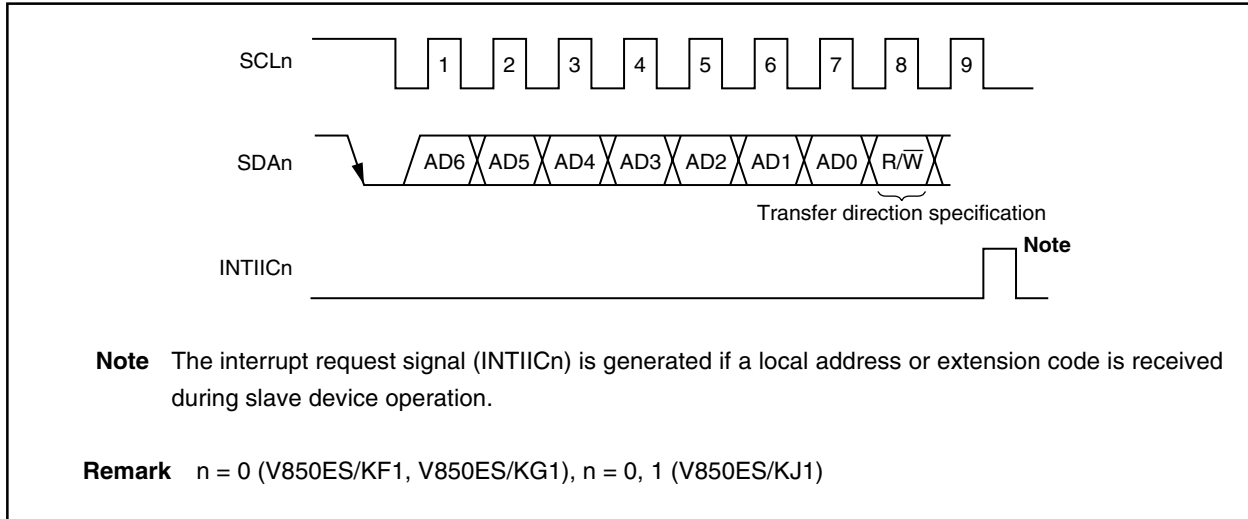 SCLn
1 2 3 4 5 6 7 8 9
SDAn
AD6 AD5 AD4 AD3 AD2 AD1 AD0 R/W̅
Transfer direction specification
INTIICn
Note
Note The interrupt request signal (INTIICn) is generated if a local address or extension code is received
during slave device operation.
Remark n = 0 (V850ES/KF1, V850ES/KG1), n = 0, 1 (V850ES/KJ1)